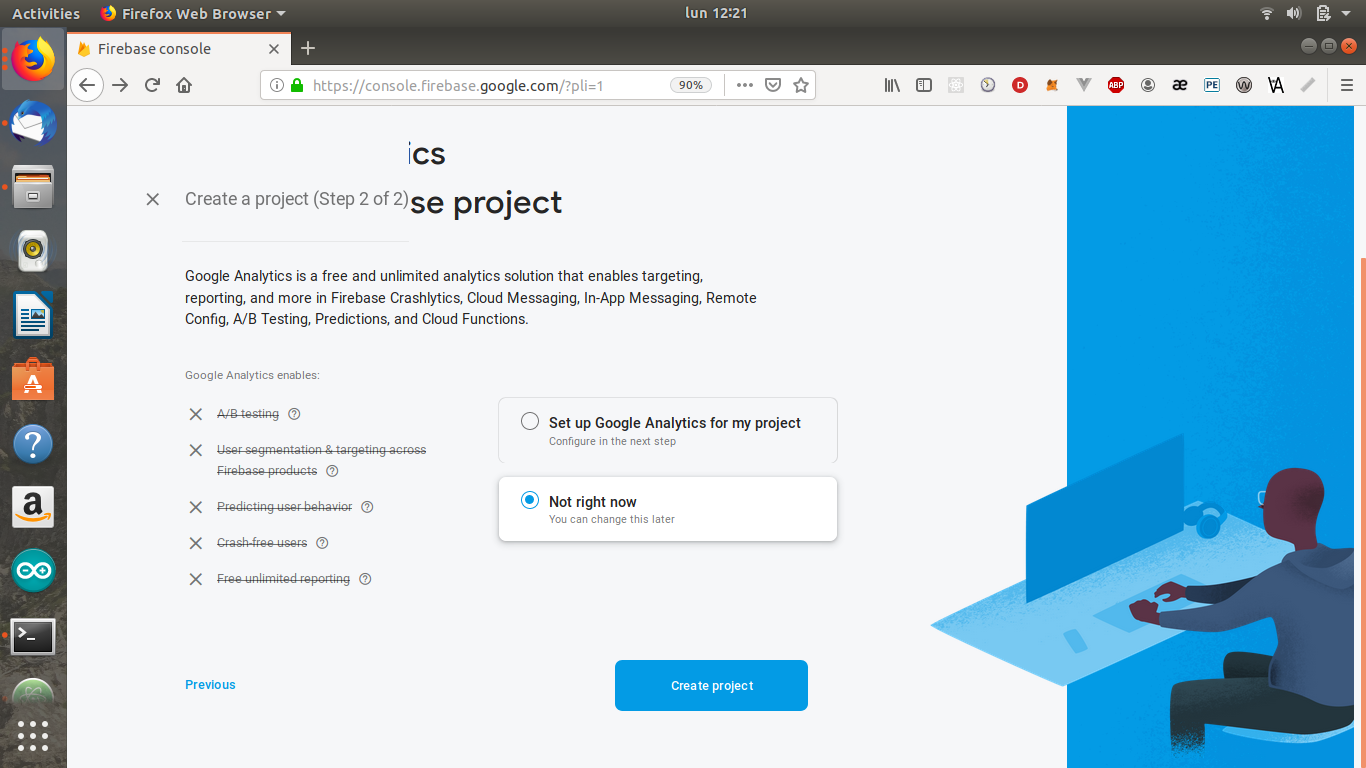 Activities
Firefox Web Browser
lun 12:21
Firebase console
https://console.firebase.google.com/?pli=1
90%
D
ABP
æ
PE
W
ics
Create a project (Step 2 of 2)
se project
Google Analytics is a free and unlimited analytics solution that enables targeting,
reporting, and more in Firebase Crashlytics, Cloud Messaging, In-App Messaging, Remote
Config, A/B Testing, Predictions, and Cloud Functions.
Google Analytics enables:
A/B testing
User segmentation & targeting across
Firebase products
Predicting user behavior
Crash-free users
Free unlimited reporting
Set up Google Analytics for my project
Configure in the next step
Not right now
You can change this later
Previous
Create project